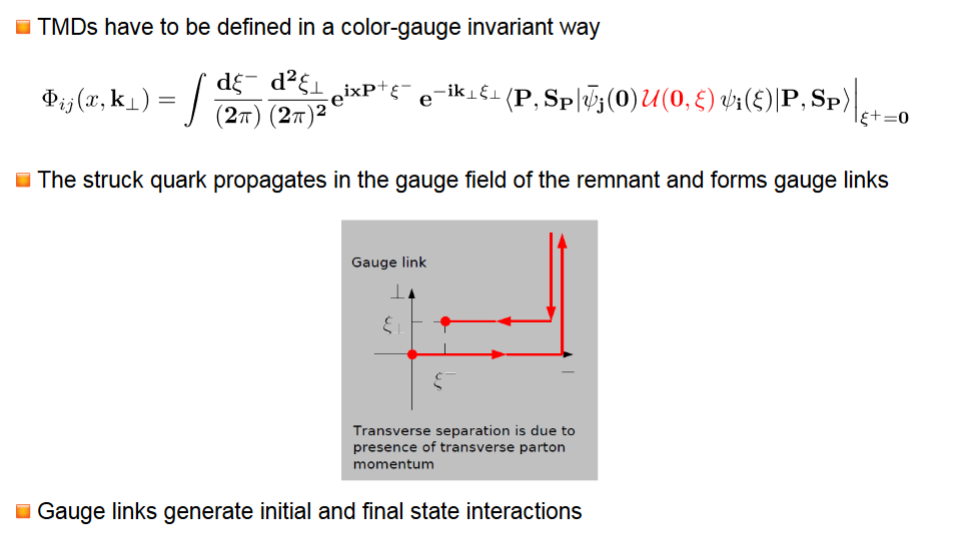 TMDs have to be defined in a color-gauge invariant way
Φij(x, k⊥) = ∫ dξ⁻/(2π) d²ξ⊥/(2π)² e^{ixP⁺ξ⁻} e^{−ik⊥ξ⊥} ⟨P, S_P|ψ̄j(0) U(0, ξ) ψi(ξ)|P, S_P⟩|ξ⁺=0
The struck quark propagates in the gauge field of the remnant and forms gauge links
Gauge link
⊥
ξ⊥
ξ⁻
−
Transverse separation is due to
presence of transverse parton
momentum
Gauge links generate initial and final state interactions